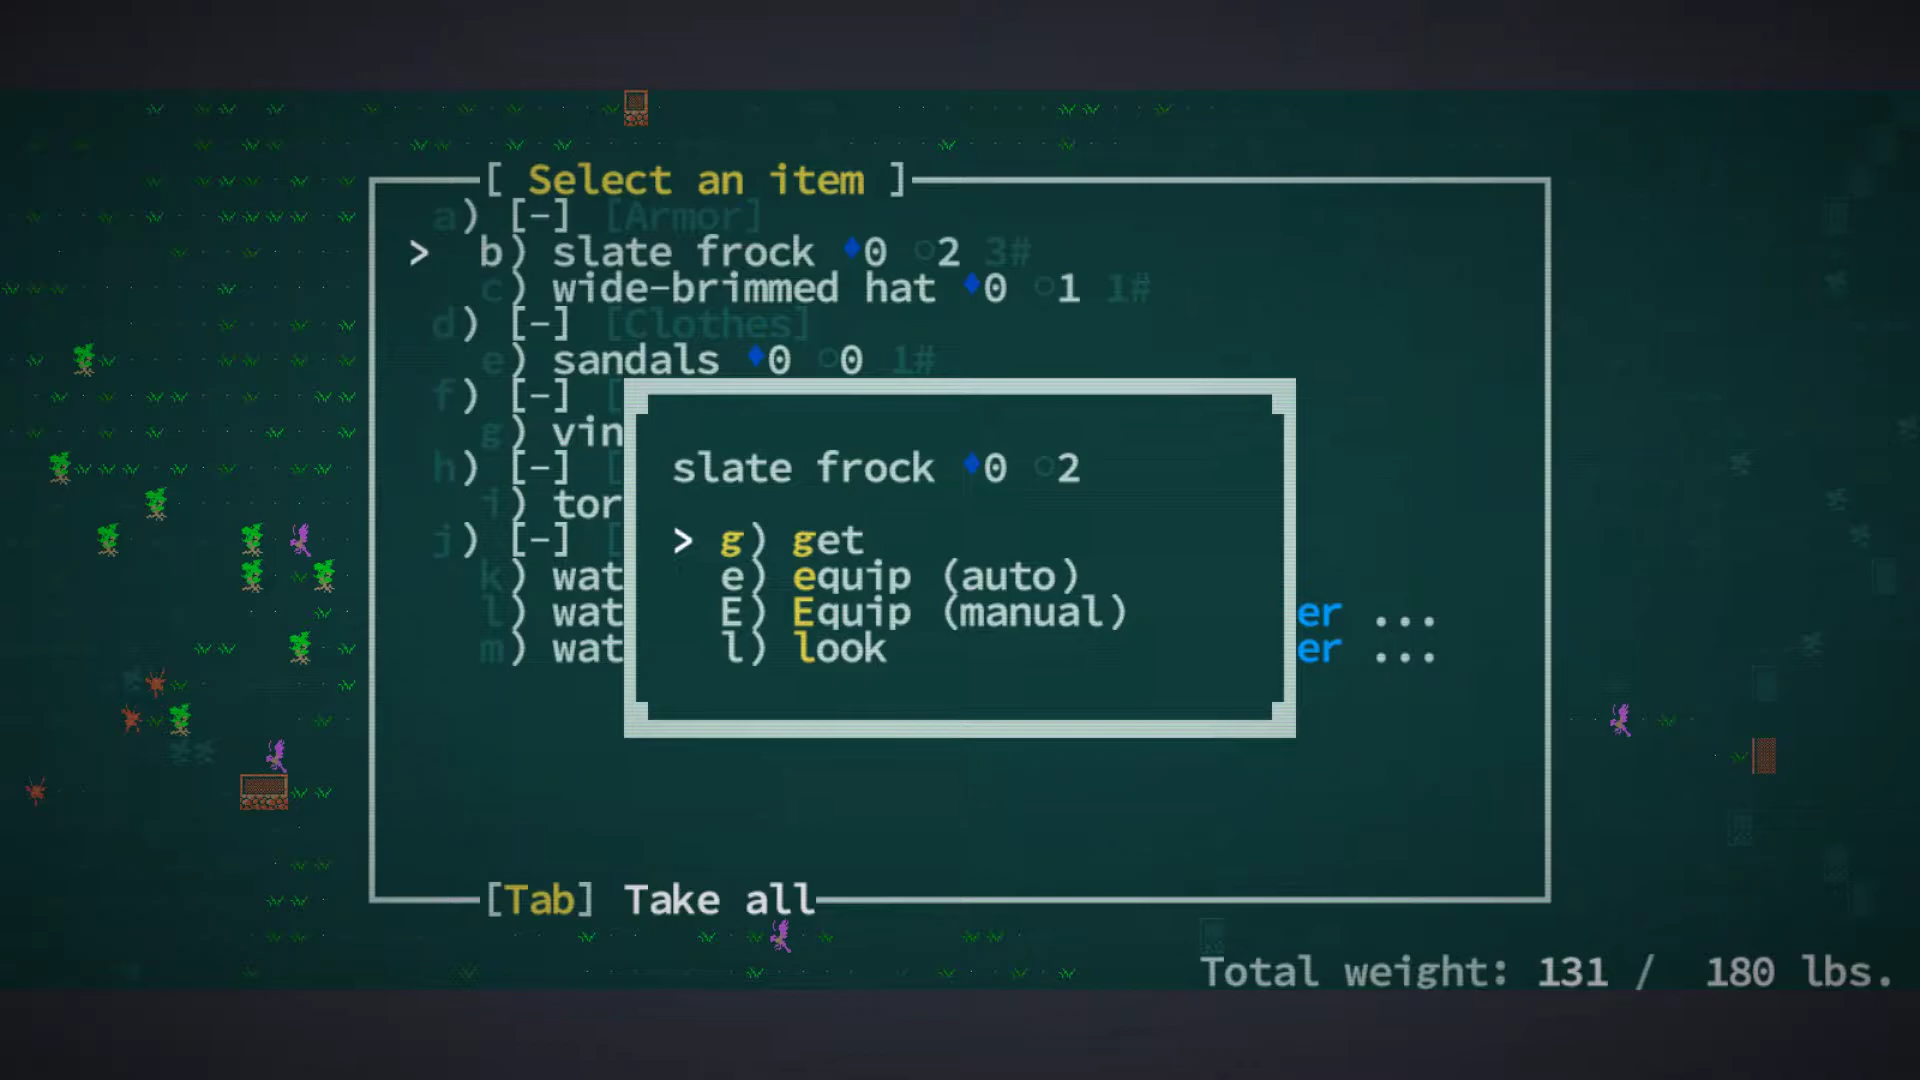 [ Select an item ]
a) [-] [Armor]
> b) slate frock ♦0 ○2 3#
c) wide-brimmed hat ♦0 ○1 1#
d) [-] [Clothes]
e) sandals ♦0 ○0 1#
f) [-] [
g) vin
h) [-] [
i) tor
j) [-] [
k) wat
l) wat er ...
m) wat er ...
slate frock ♦0 ○2
> g) get
e) equip (auto)
E) Equip (manual)
l) look
[Tab] Take all
Total weight: 131 / 180 lbs.